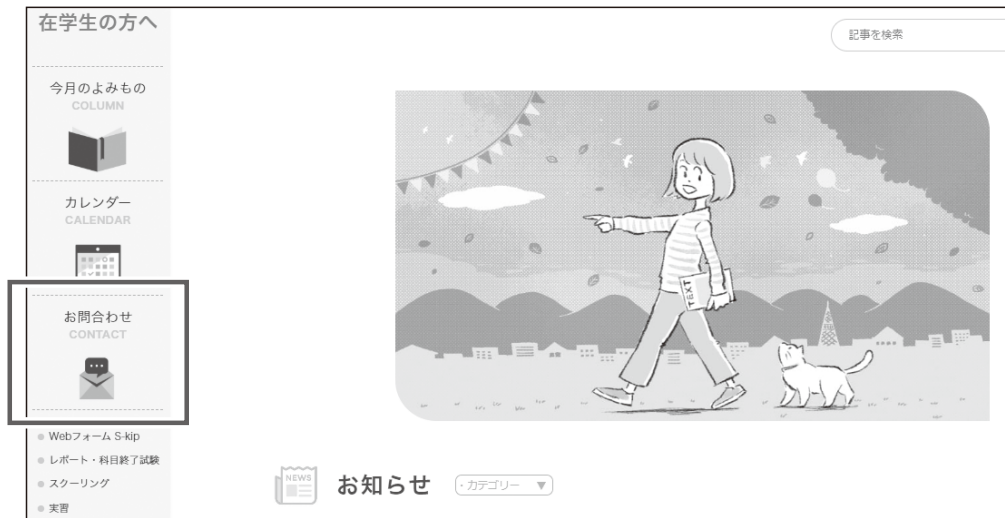 在学生の方へ
記事を検索
今月のよみもの
COLUMN
カレンダー
CALENDAR
お問合わせ
CONTACT
Webフォーム S-kip
レポート・科目終了試験
スクーリング
実習
TEXT
NEWS
お知らせ
・カテゴリー ▼